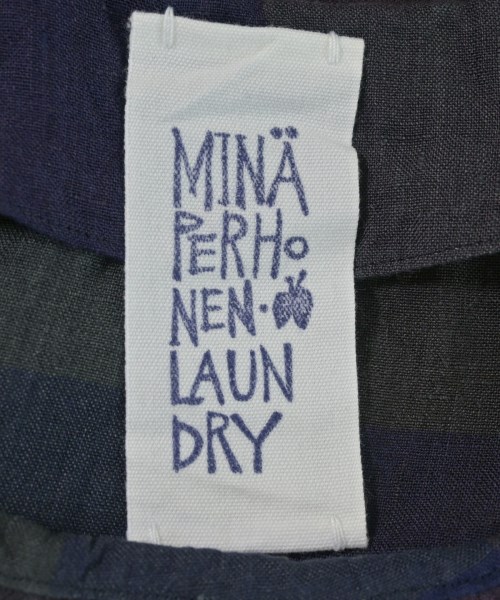 MINÄ
PERHO
NEN·
LAUN
DRY